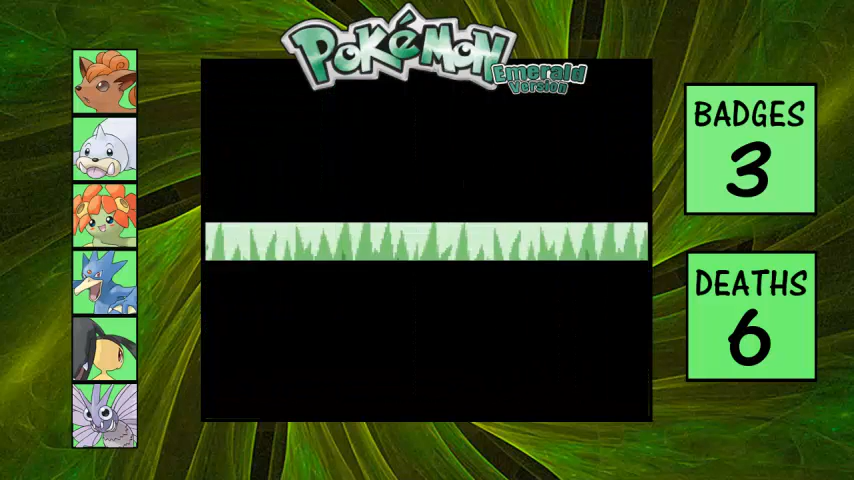 POKéMON
Emerald
Version
BADGES
3
DEATHS
6